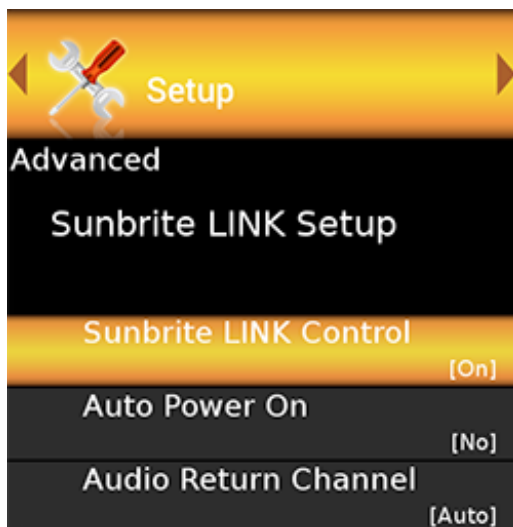 Setup
Advanced
Sunbrite LINK Setup
Sunbrite LINK Control
[On]
Auto Power On
[No]
Audio Return Channel
[Auto]